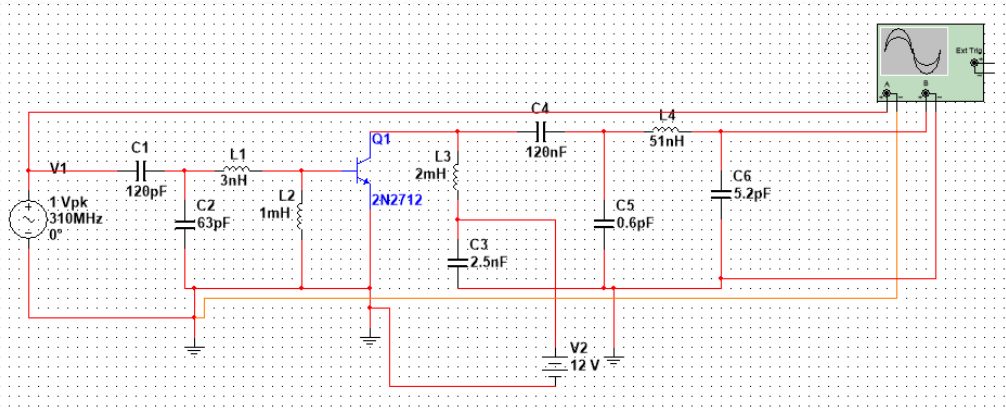 Ext Trig
A
B
C4
L4
Q1
120nF
51nH
C1
L1
L3
V1
2mH
120pF
3nH
C6
1 Vpk
L2
2N2712
5.2pF
310MHz
C2
1mH
C5
0°
63pF
0.6pF
C3
2.5nF
V2
12 V